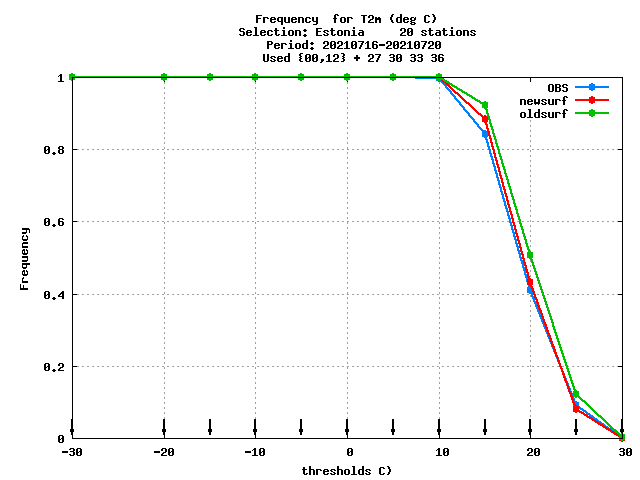 Frequency  for T2m (deg C)
Selection: Estonia     20 stations
Period: 20210716-20210720
Used {00,12} + 27 30 33 36
OBS
newsurf
oldsurf
1
0.8
0.6
0.4
0.2
0
Frequency
-30 -20 -10 0 10 20 30
thresholds C)